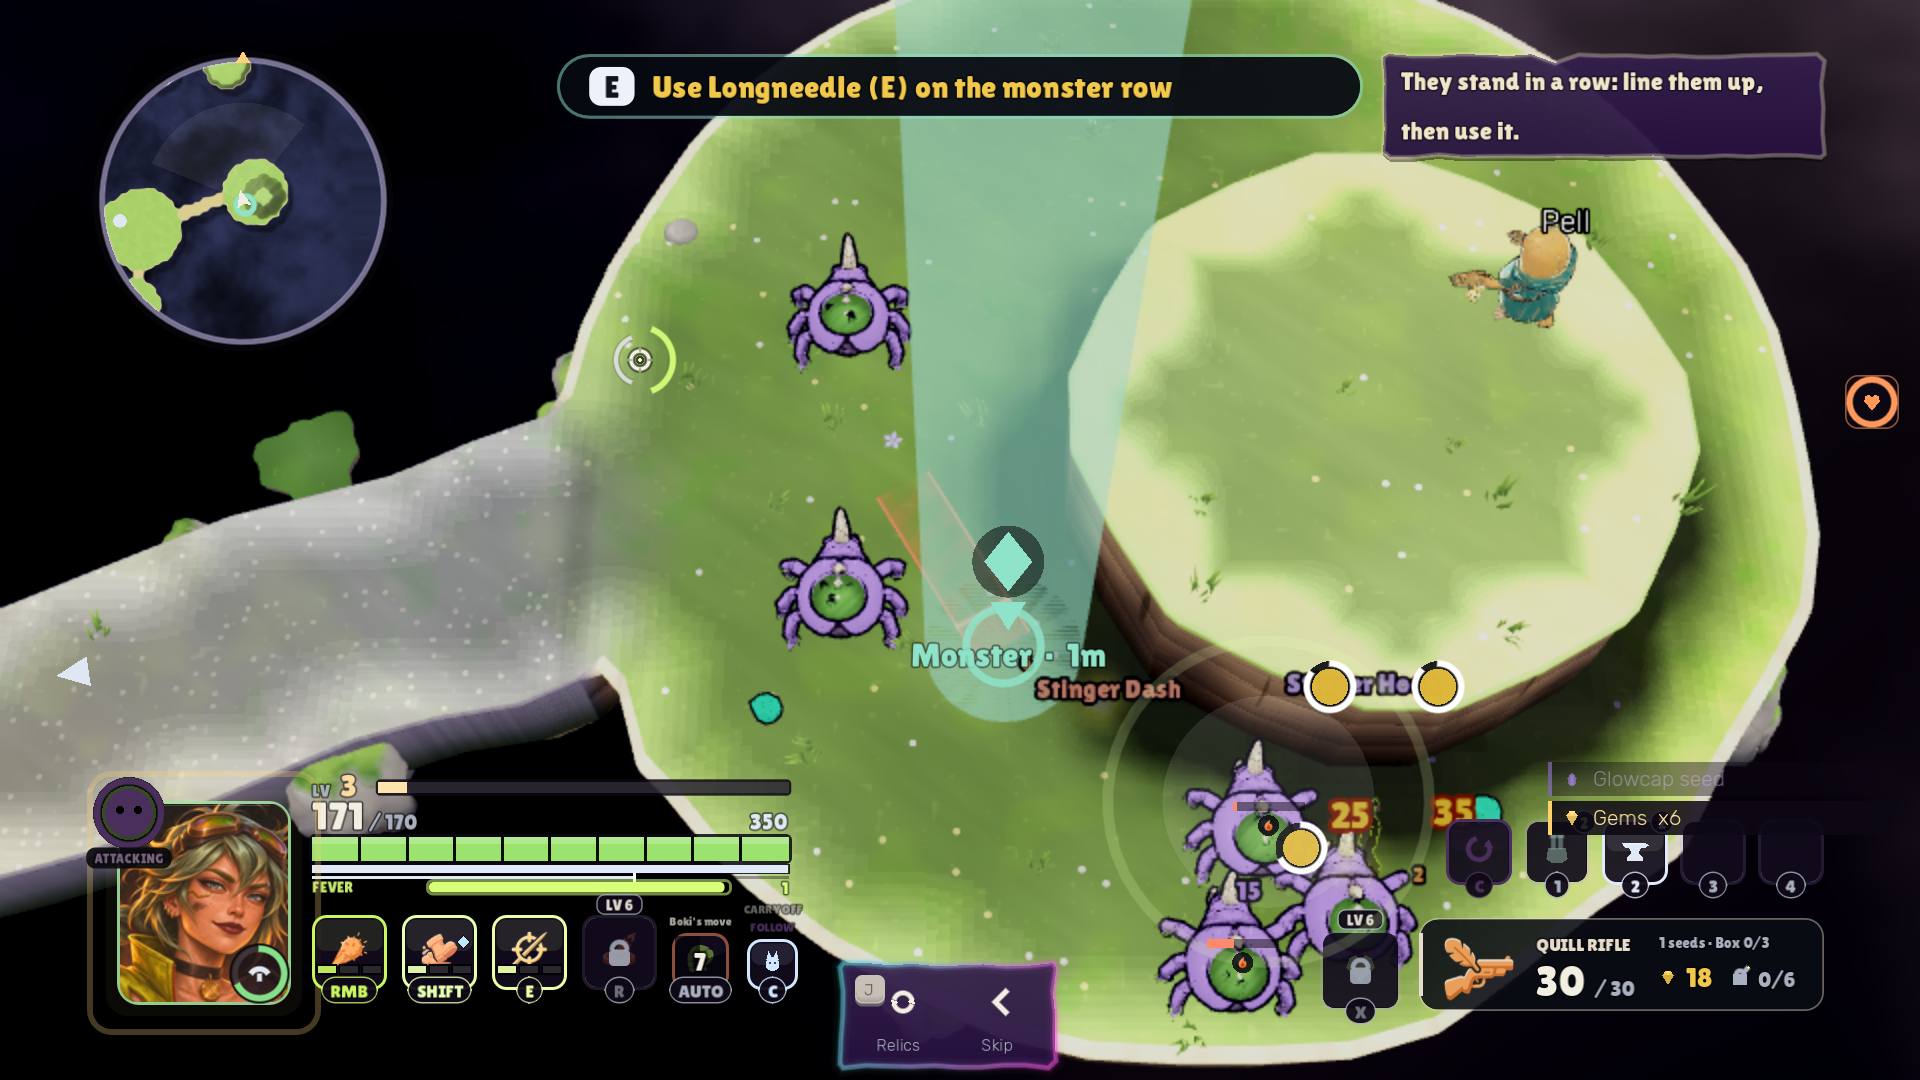 E Use Longneedle (E) on the monster row
They stand in a row: line them up,
then use it.
Pell
Monster · 1m
Stinger Dash
25
35
15
2
Glowcap seed
Gems x6
ATTACKING
LV 3
171 / 170
350
FEVER
1
LV 6
Boki's move
CARRY OFF
FOLLOW
7
RMB
SHIFT
E
R
AUTO
C
J
Relics
Skip
LV 6
X
C
1
2
3
4
QUILL RIFLE
1 seeds · Box 0/3
30 / 30
18
0/6